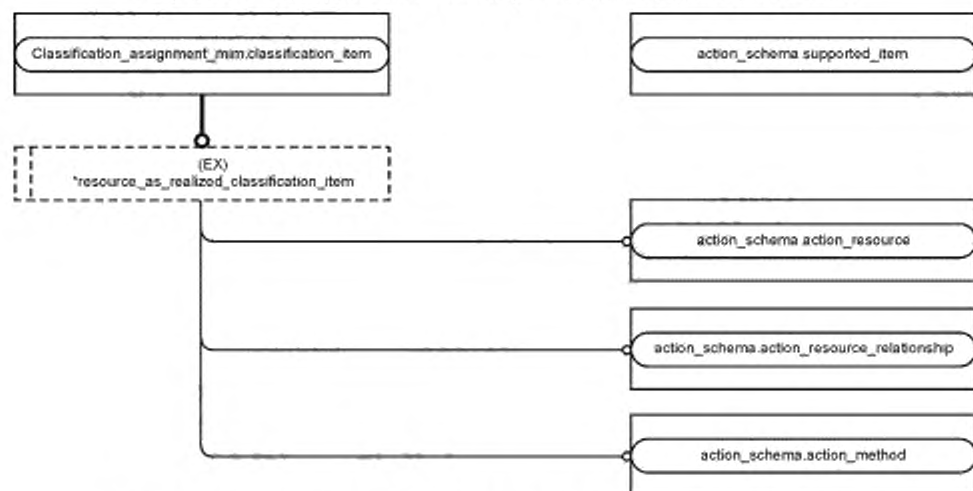 Classification_assignment_mim.classification_item
action_schema.supported_item
(EX)
*resource_as_realized_classification_item
action_schema.action_resource
action_schema.action_resource_relationship
action_schema.action_method